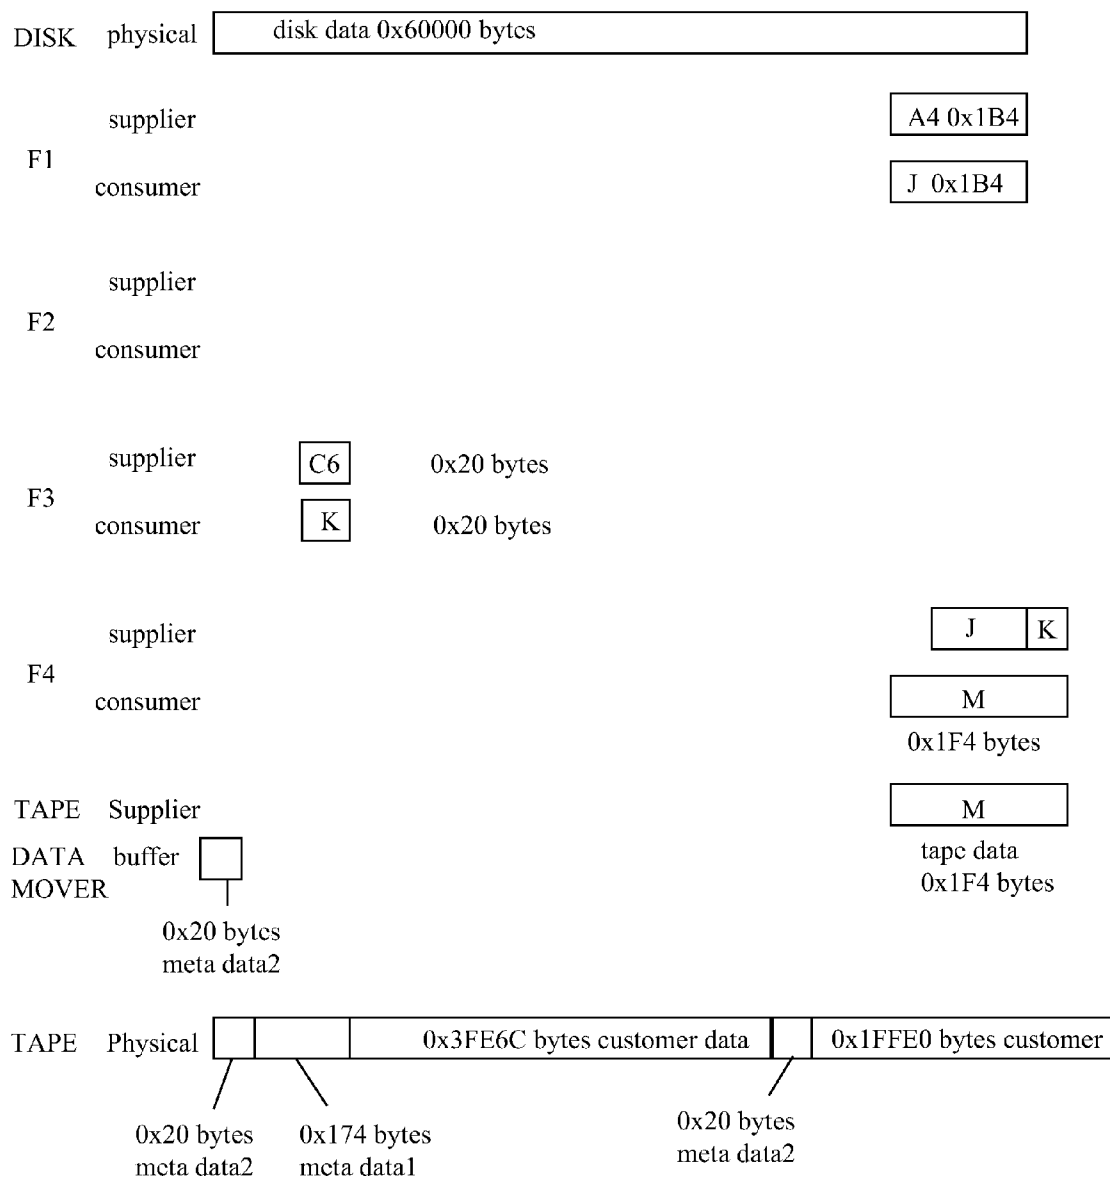 DISK physical disk data 0x60000 bytes
supplier A4 0x1B4
F1
consumer J 0x1B4
supplier
F2
consumer
supplier C6 0x20 bytes
F3
consumer K 0x20 bytes
supplier J K
F4
consumer M
0x1F4 bytes
TAPE Supplier M
DATA buffer tape data
MOVER 0x1F4 bytes
0x20 bytes
meta data2
TAPE Physical 0x3FE6C bytes customer data 0x1FFE0 bytes customer
0x20 bytes 0x174 bytes 0x20 bytes
meta data2 meta data1 meta data2